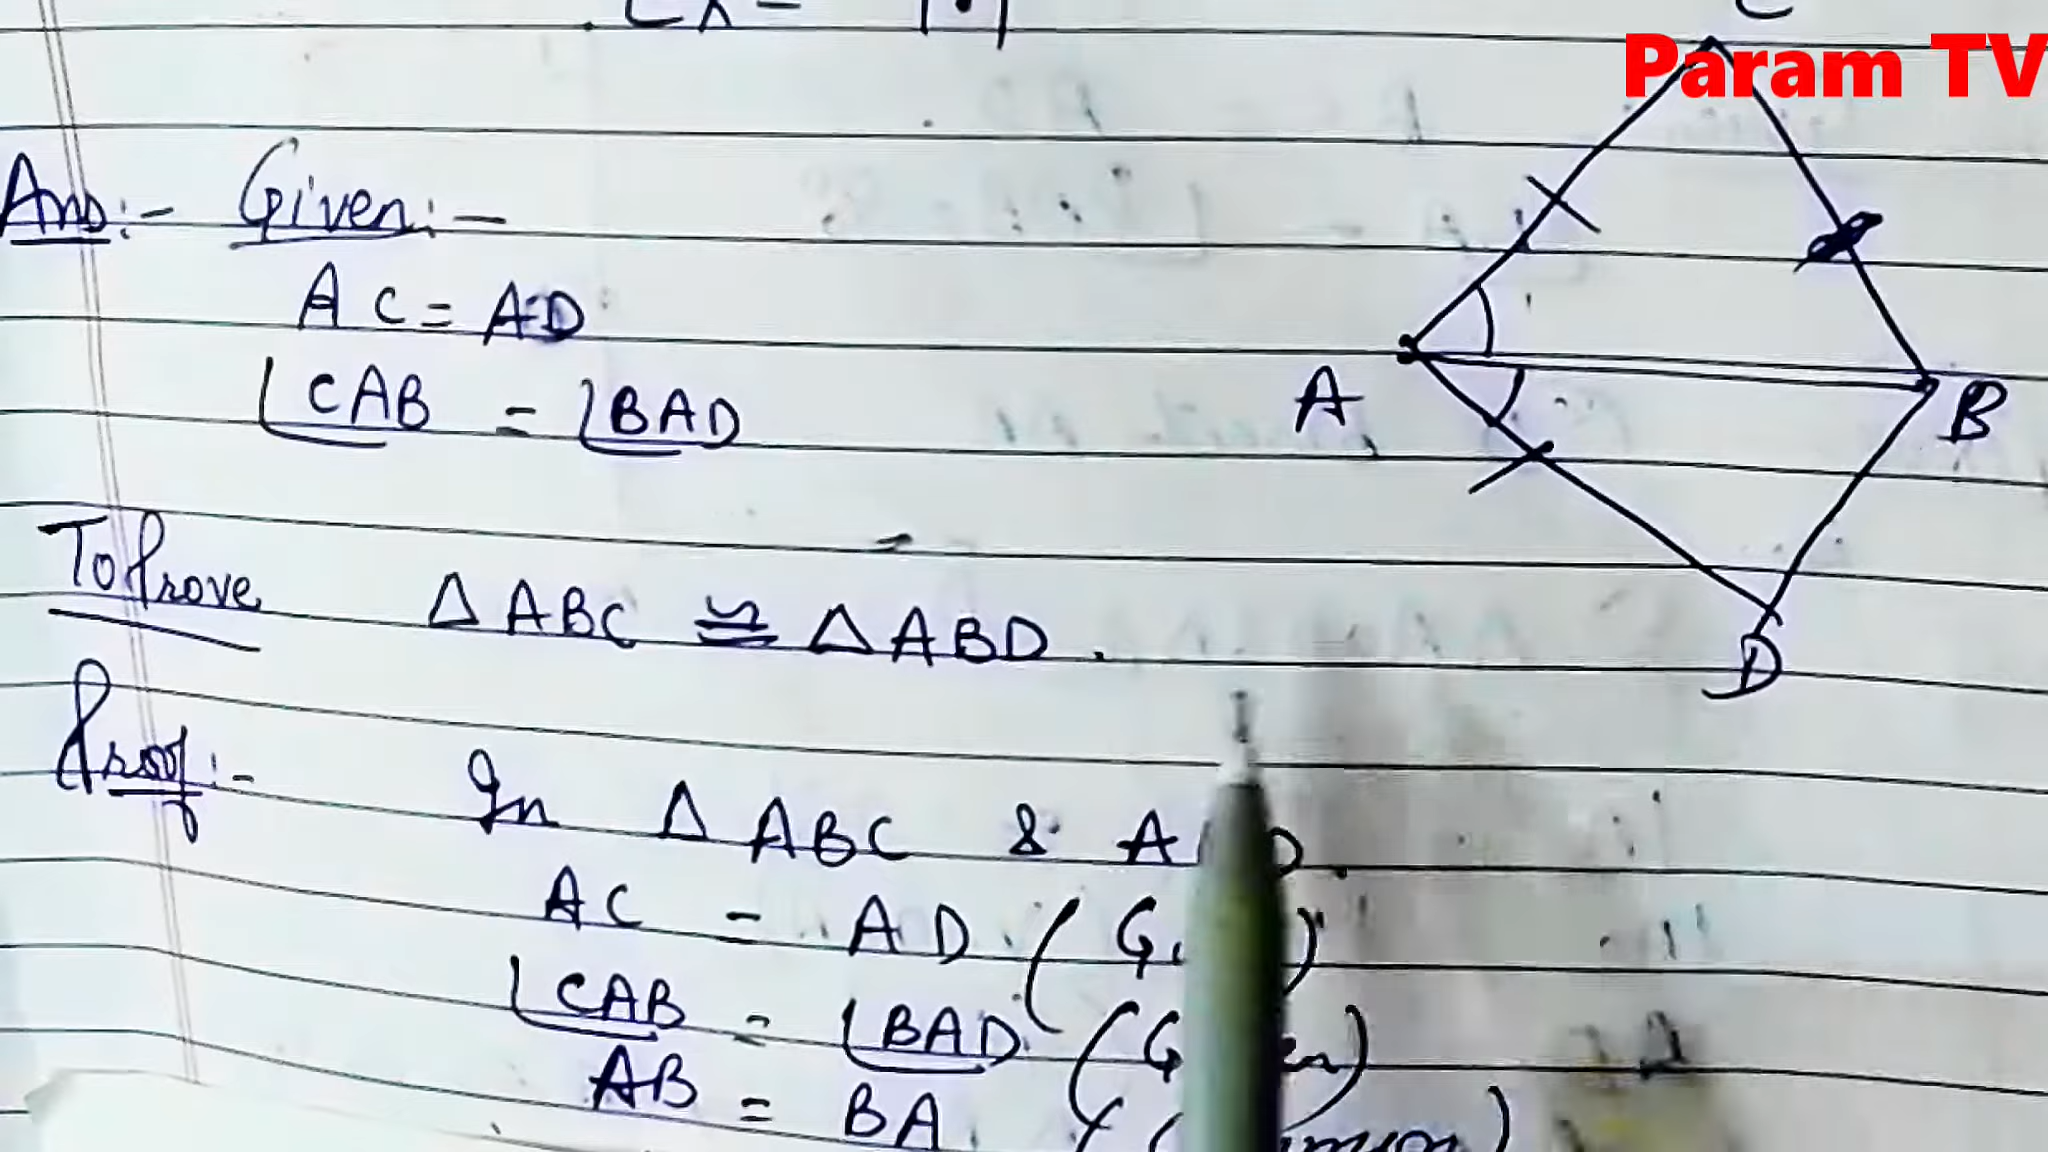 Param TV
Ans:- Given:-
AC = AD
∠CAB = ∠BAD
To Prove ΔABC ≅ ΔABD.
Proof:- In ΔABC &
AC = AD
∠CAB = ∠BAD
AB = BA
A
B
D